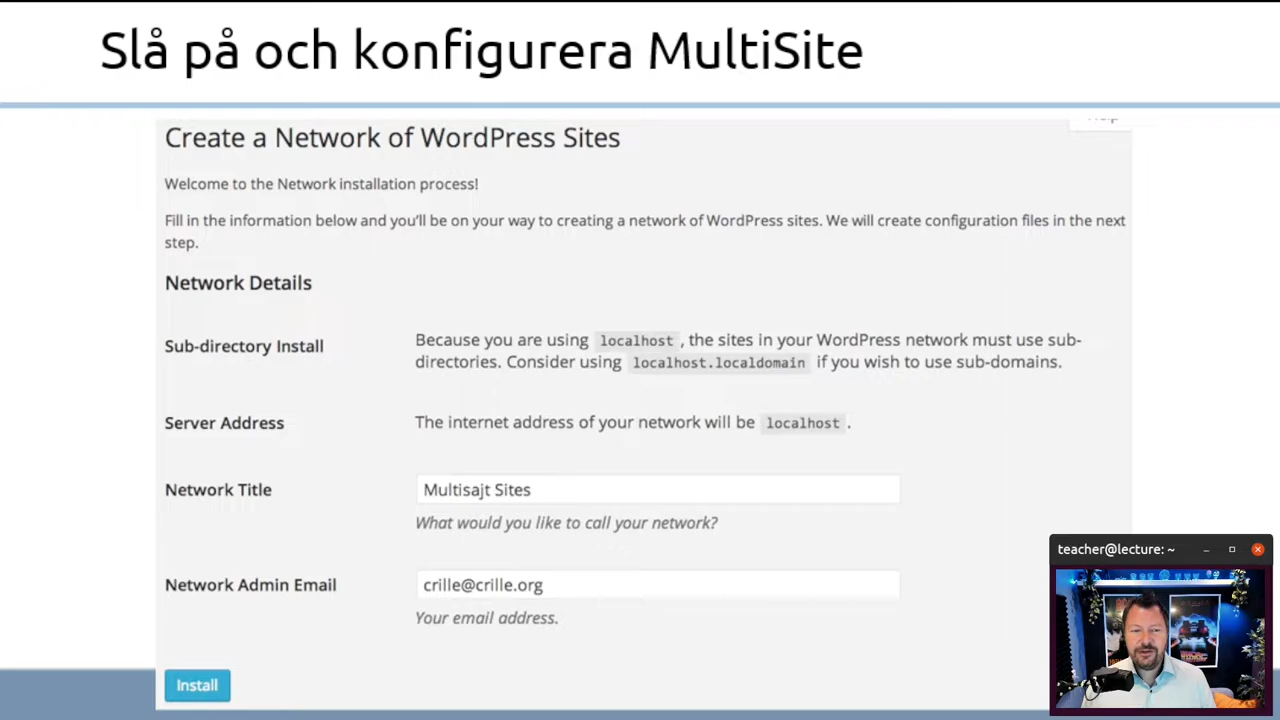 Slå på och konfigurera MultiSite
Help
Create a Network of WordPress Sites
Welcome to the Network installation process!
Fill in the information below and you'll be on your way to creating a network of WordPress sites. We will create configuration files in the next
step.
Network Details
Sub-directory Install
Because you are using localhost , the sites in your WordPress network must use sub-
directories. Consider using localhost.localdomain if you wish to use sub-domains.
Server Address
The internet address of your network will be localhost .
Network Title
Multisajt Sites
What would you like to call your network?
Network Admin Email
crille@crille.org
Your email address.
Install
teacher@lecture: ~